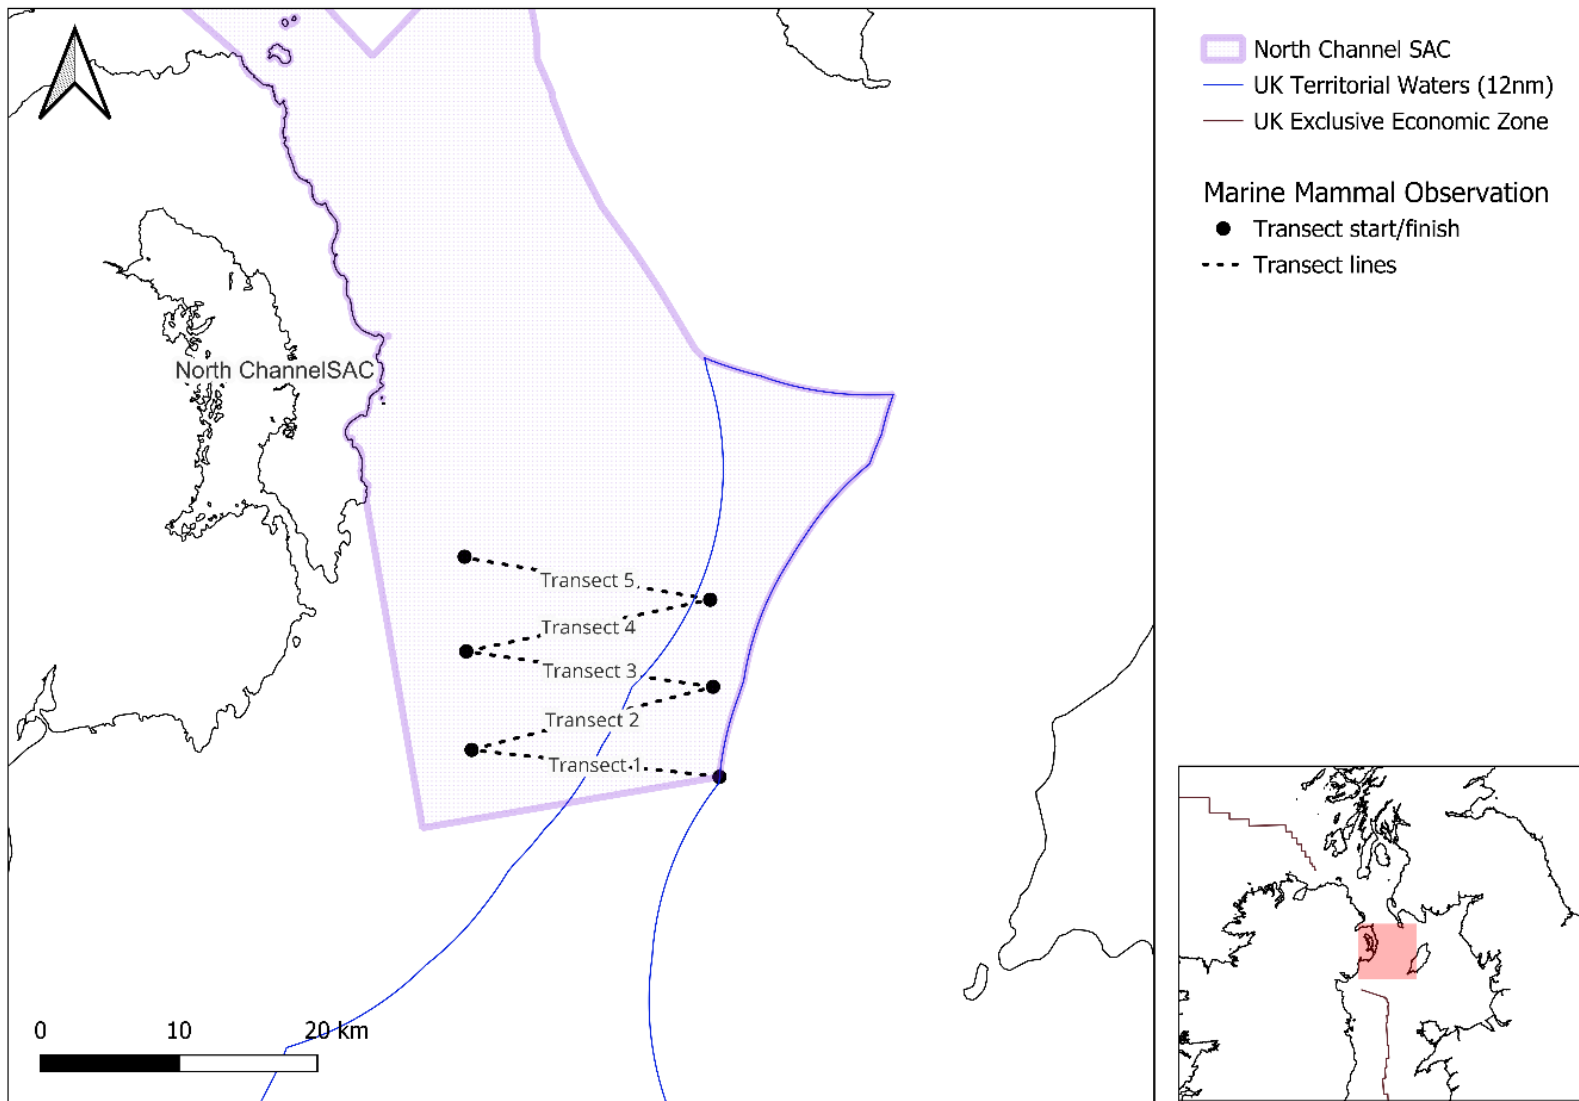 North Channel SAC
UK Territorial Waters (12nm)
UK Exclusive Economic Zone
Marine Mammal Observation
Transect start/finish
Transect lines
North ChannelSAC
Transect 5
Transect 4
Transect 3
Transect 2
Transect 1
0 10 20 km